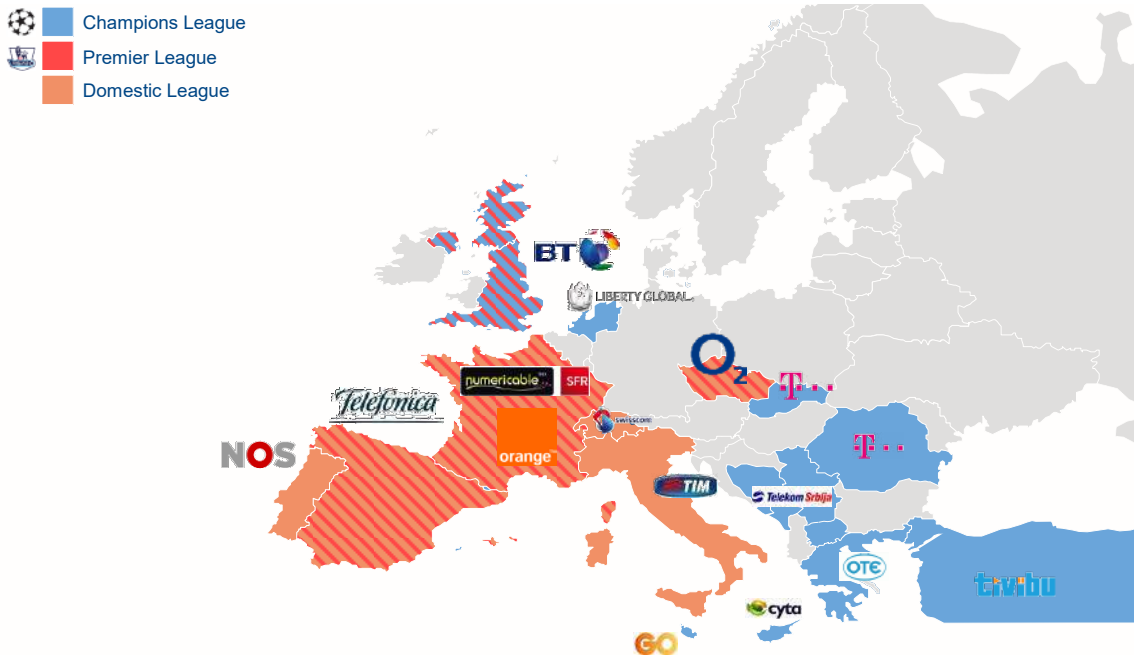 Champions League
Premier League
Domestic League
BT
LIBERTY GLOBAL.
O2
T
numericable
SFR
Telefonica
swisscom
orange
NOS
T
TIM
Telekom Srbija
OTE
tivibu
cyta
GO